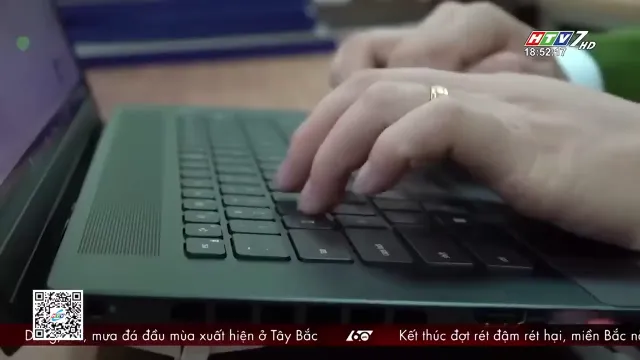 HTV7 HD
18:52:57
mưa đá đầu mùa xuất hiện ở Tây Bắc 60 Kết thúc đợt rét đậm rét hại, miền Bắc